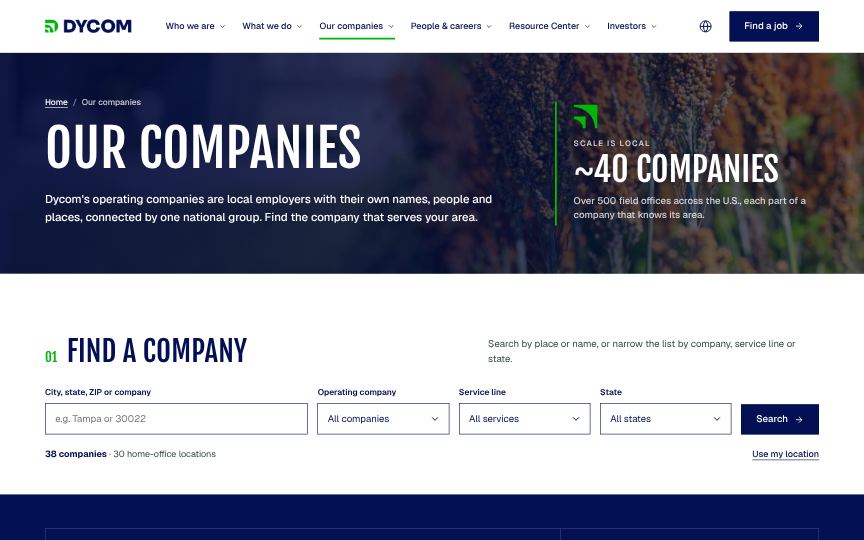 DYCOM
Who we are
What we do
Our companies
People & careers
Resource Center
Investors
Find a job
Home / Our companies
OUR COMPANIES
Dycom's operating companies are local employers with their own names, people and
places, connected by one national group. Find the company that serves your area.
SCALE IS LOCAL
~40 COMPANIES
Over 500 field offices across the U.S., each part of a
company that knows its area.
01 FIND A COMPANY
Search by place or name, or narrow the list by company, service line or
state.
City, state, ZIP or company
Operating company
Service line
State
e.g. Tampa or 30022
All companies
All services
All states
Search
38 companies · 30 home-office locations
Use my location